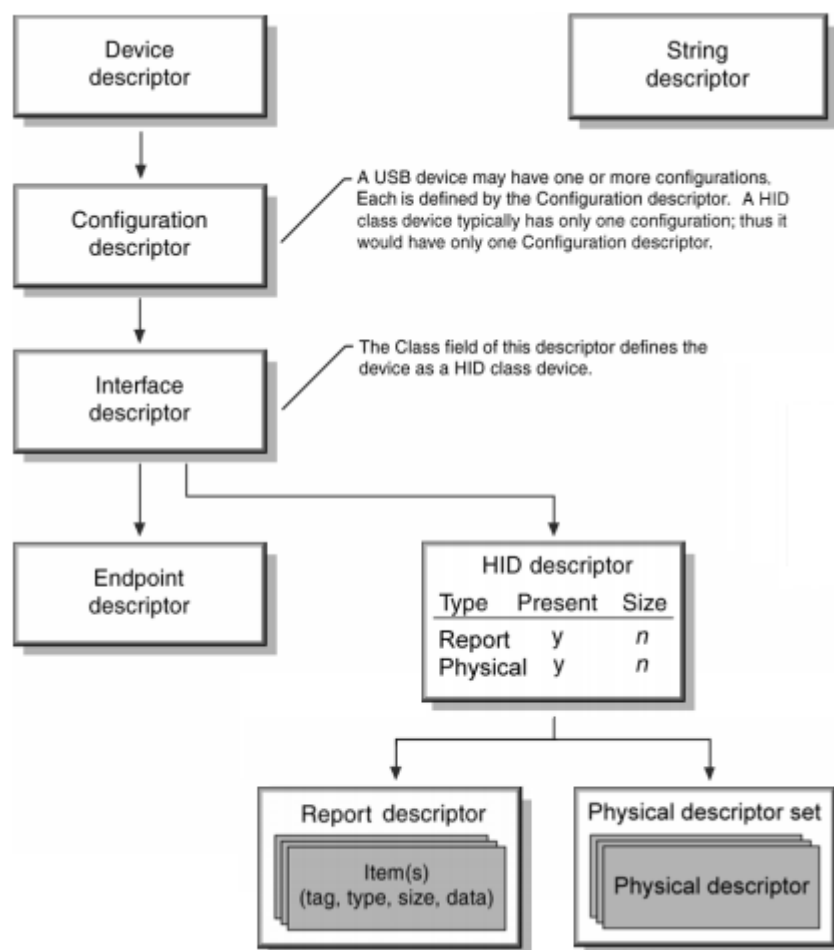 Device
descriptor
String
descriptor
A USB device may have one or more configurations.
Each is defined by the Configuration descriptor. A HID
class device typically has only one configuration; thus it
would have only one Configuration descriptor.
Configuration
descriptor
The Class field of this descriptor defines the
device as a HID class device.
Interface
descriptor
Endpoint
descriptor
HID descriptor
Type Present Size
Report y n
Physical y n
Report descriptor
Item(s)
(tag, type, size, data)
Physical descriptor set
Physical descriptor